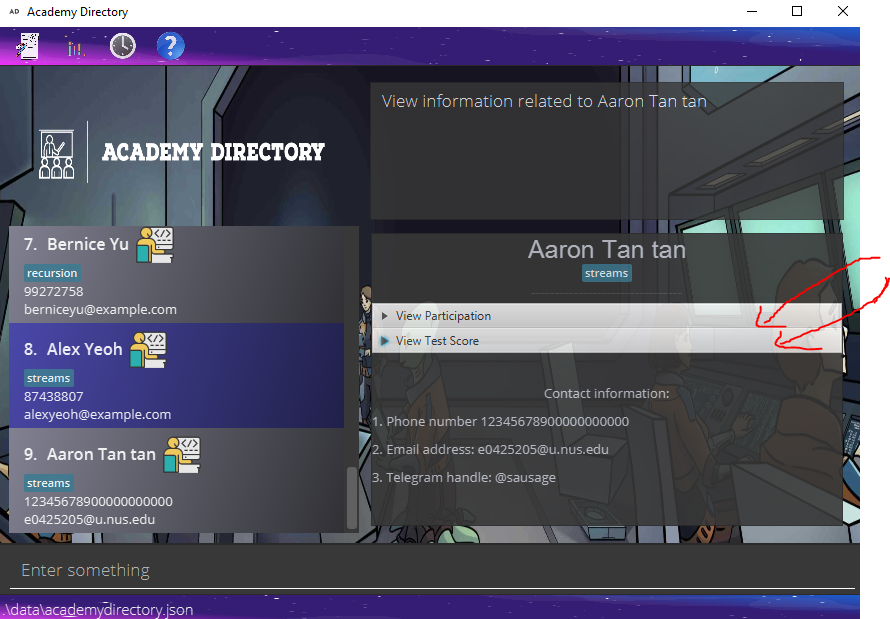 AD Academy Directory
?
ACADEMY DIRECTORY
View information related to Aaron Tan tan
7. Bernice Yu
recursion
99272758
berniceyu@example.com
8. Alex Yeoh
streams
87438807
alexyeoh@example.com
9. Aaron Tan tan
streams
12345678900000000000
e0425205@u.nus.edu
Aaron Tan tan
streams
View Participation
View Test Score
Contact information:
1. Phone number 12345678900000000000
2. Email address: e0425205@u.nus.edu
3. Telegram handle: @sausage
Enter something
.\data\academydirectory.json